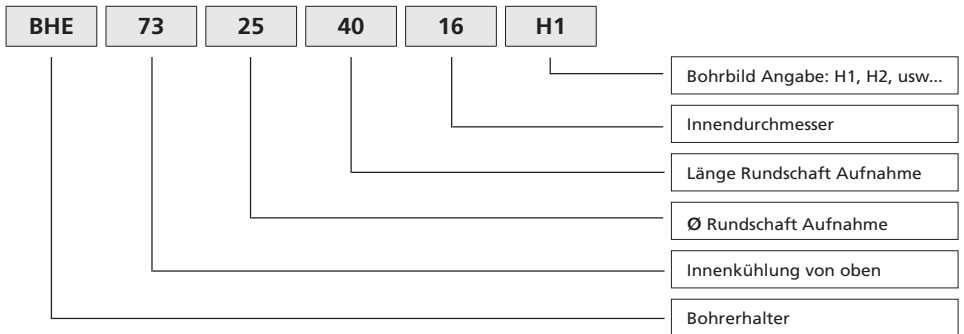 BHE 73 25 40 16 H1
Bohrbild Angabe: H1, H2, usw...
Innendurchmesser
Länge Rundschaft Aufnahme
Ø Rundschaft Aufnahme
Innenkühlung von oben
Bohrerhalter